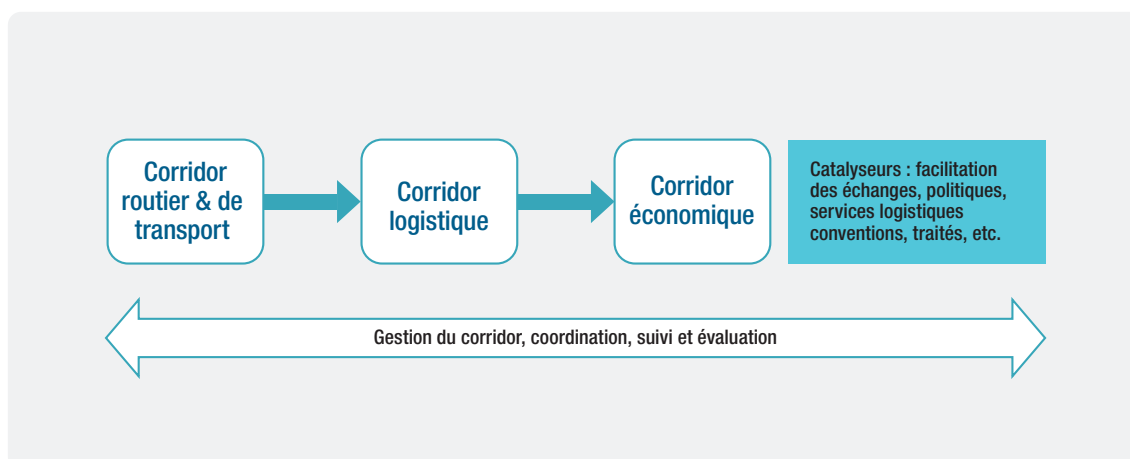 Corridor
routier & de
transport
Corridor
logistique
Corridor
économique
Catalyseurs : facilitation
des échanges, politiques,
services logistiques
conventions, traités, etc.
Gestion du corridor, coordination, suivi et évaluation